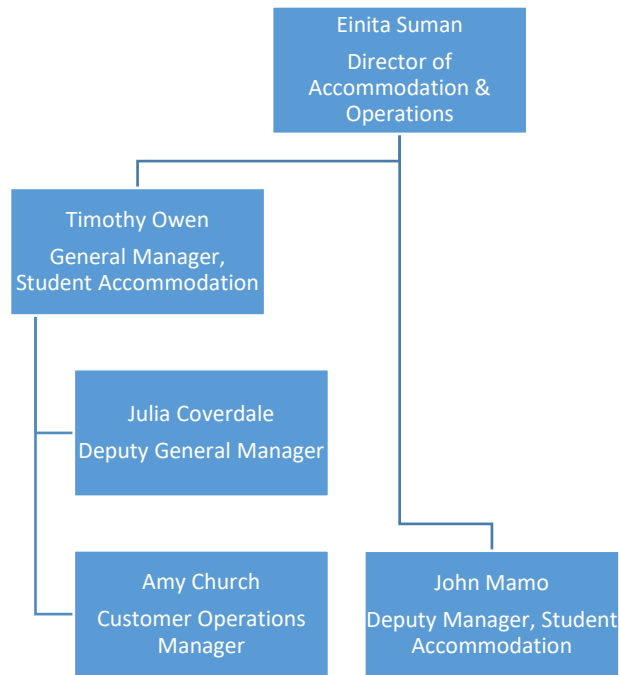 Einita Suman
Director of
Accommodation &
Operations
Timothy Owen
General Manager,
Student Accommodation
Julia Coverdale
Deputy General Manager
Amy Church
Customer Operations
Manager
John Mamo
Deputy Manager, Student
Accommodation